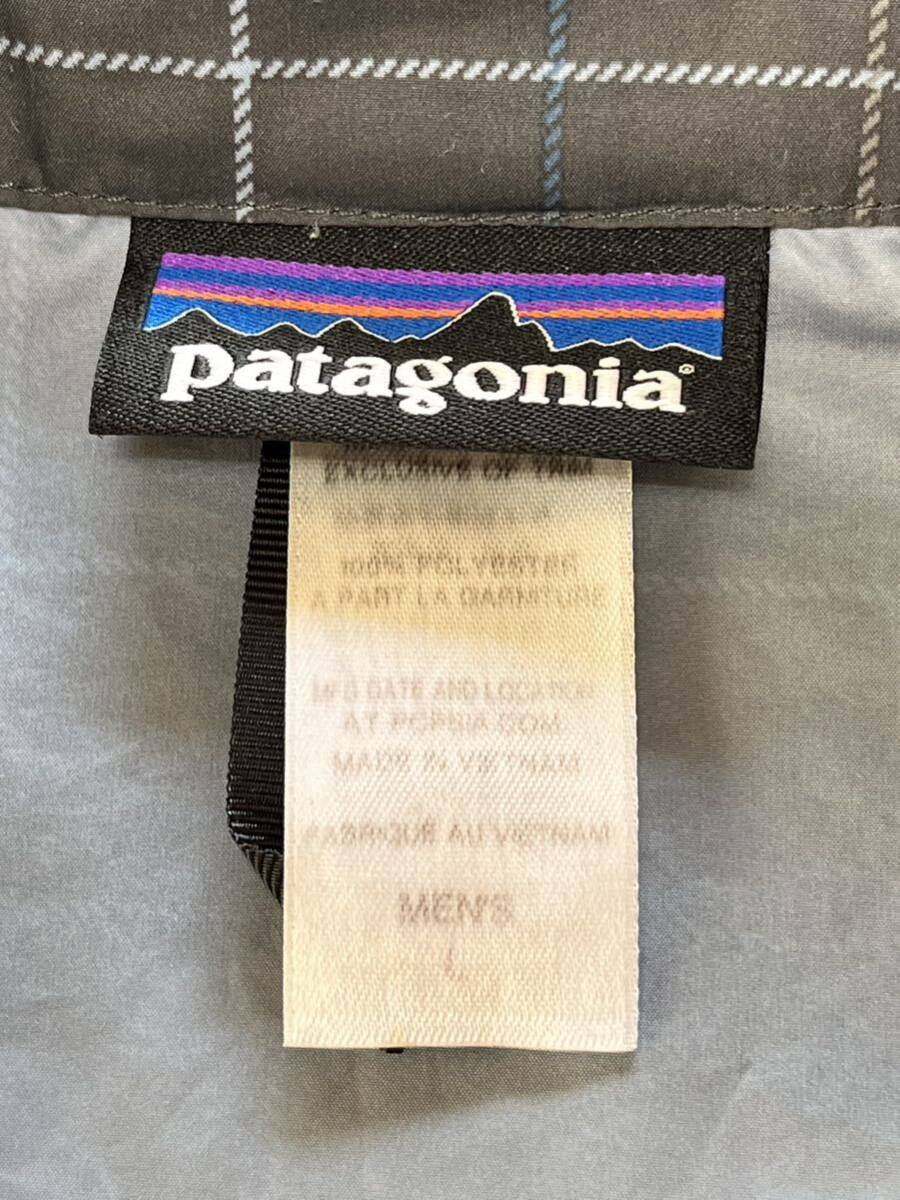 patagonia®
EXCLUSIVE OF TRIM
100% POLYESTER
A PART LA GARNITURE
MFG DATE AND LOCATION
AT PCPSIA.COM
MADE IN VIETNAM
FABRIQUÉ AU VIETNAM
MEN'S
L